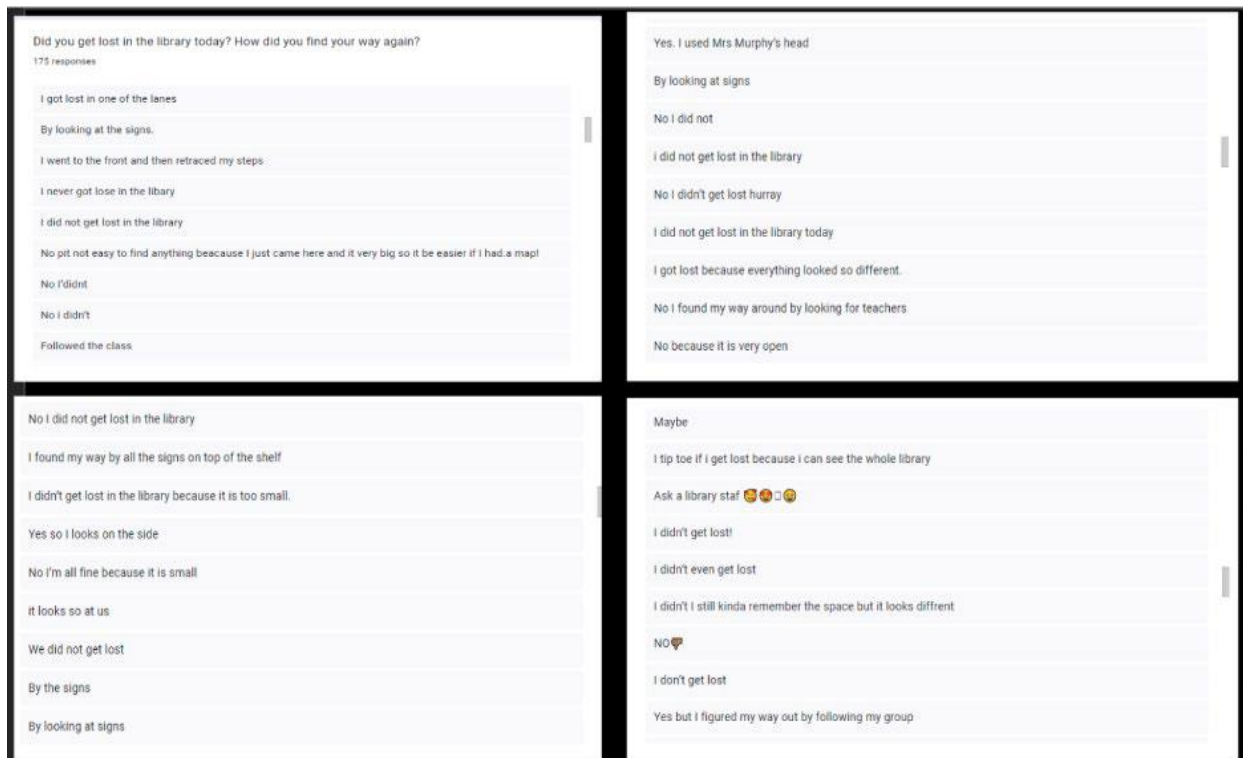 Did you get lost in the library today? How did you find your way again?
175 responses
I got lost in one of the lanes
By looking at the signs.
I went to the front and then retraced my steps
I never got lose in the libary
I did not get lost in the library
No pit not easy to find anything beacause I just came here and it very big so it be easier if I had a map!
No I'didnt
No i didn't
Followed the class
Yes. I used Mrs Murphy's head
By looking at signs
No I did not
i did not get lost in the library
No I didn't get lost hurray
I did not get lost in the library today
I got lost because everything looked so different.
No I found my way around by looking for teachers
No because it is very open
No I did not get lost in the library
I found my way by all the signs on top of the shelf
I didn't get lost in the library because it is too small.
Yes so I looks on the side
No I'm all fine because it is small
it looks so at us
We did not get lost
By the signs
By looking at signs
Maybe
I tip toe if i get lost because i can see the whole library
Ask a library staf
I didn't get lost!
I didn't even get lost
I didn't I still kinda remember the space but it looks diffrent
NO
I don't get lost
Yes but I figured my way out by following my group